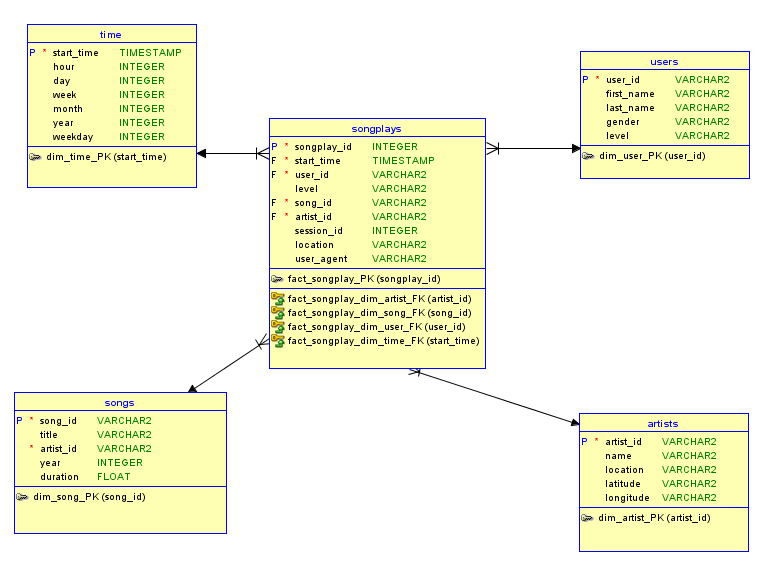 time
P * start_time TIMESTAMP
hour INTEGER
day INTEGER
week INTEGER
month INTEGER
year INTEGER
weekday INTEGER
dim_time_PK (start_time)
users
P * user_id VARCHAR2
first_name VARCHAR2
last_name VARCHAR2
gender VARCHAR2
level VARCHAR2
dim_user_PK (user_id)
songplays
P * songplay_id INTEGER
F * start_time TIMESTAMP
F * user_id VARCHAR2
level VARCHAR2
F * song_id VARCHAR2
F * artist_id VARCHAR2
session_id INTEGER
location VARCHAR2
user_agent VARCHAR2
fact_songplay_PK (songplay_id)
fact_songplay_dim_artist_FK (artist_id)
fact_songplay_dim_song_FK (song_id)
fact_songplay_dim_user_FK (user_id)
fact_songplay_dim_time_FK (start_time)
songs
P * song_id VARCHAR2
title VARCHAR2
* artist_id VARCHAR2
year INTEGER
duration FLOAT
dim_song_PK (song_id)
artists
P * artist_id VARCHAR2
name VARCHAR2
location VARCHAR2
latitude VARCHAR2
longitude VARCHAR2
dim_artist_PK (artist_id)